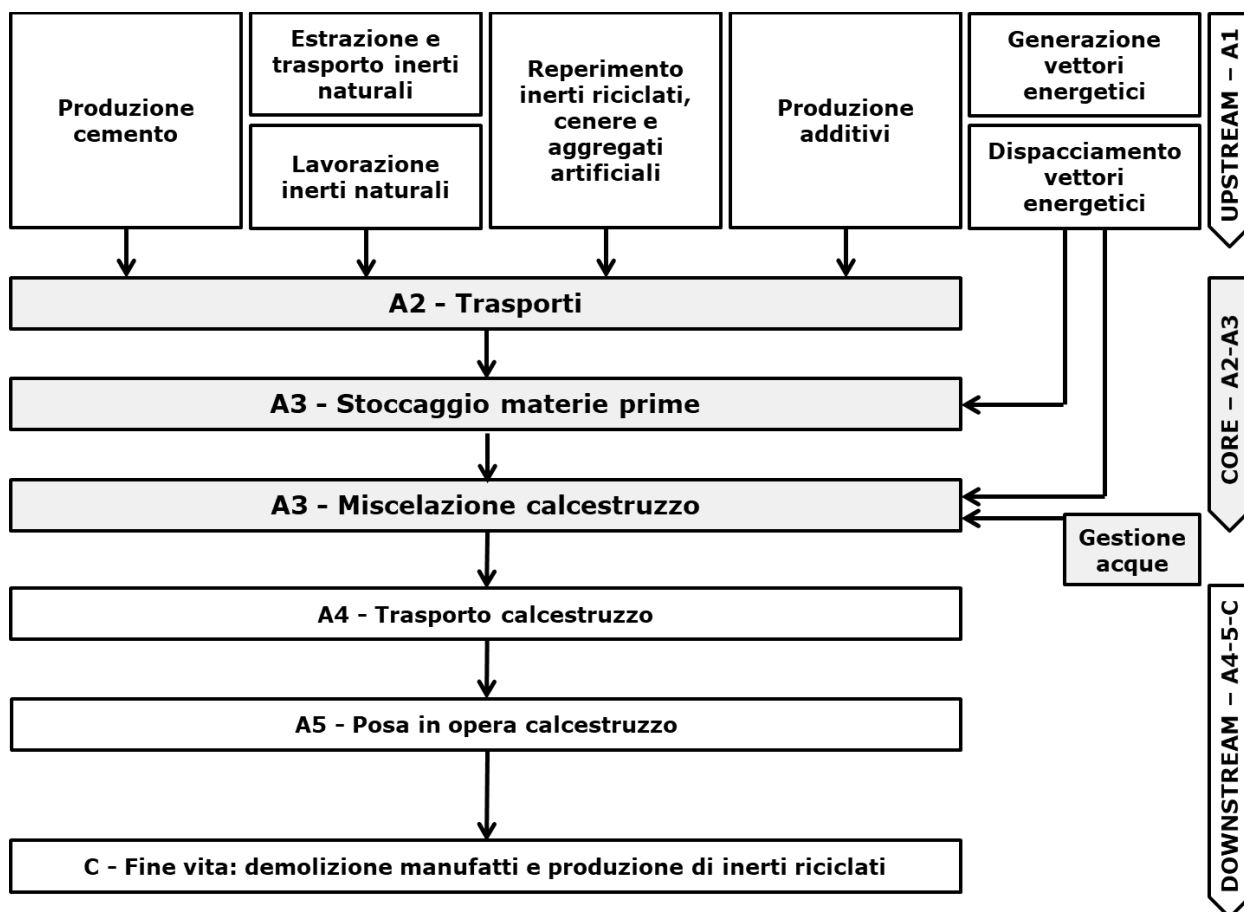 Produzione
cemento
Estrazione e
trasporto inerti
naturali
Lavorazione
inerti naturali
Reperimento
inerti riciclati,
cenere e
aggregati
artificiali
Produzione
additivi
Generazione
vettori
energetici
Dispacciamento
vettori
energetici
UPSTREAM – A1
A2 – Trasporti
A3 - Stoccaggio materie prime
A3 - Miscelazione calcestruzzo
CORE – A2-A3
Gestione
acque
A4 - Trasporto calcestruzzo
A5 - Posa in opera calcestruzzo
C - Fine vita: demolizione manufatti e produzione di inerti riciclati
DOWNSTREAM – A4-5-C